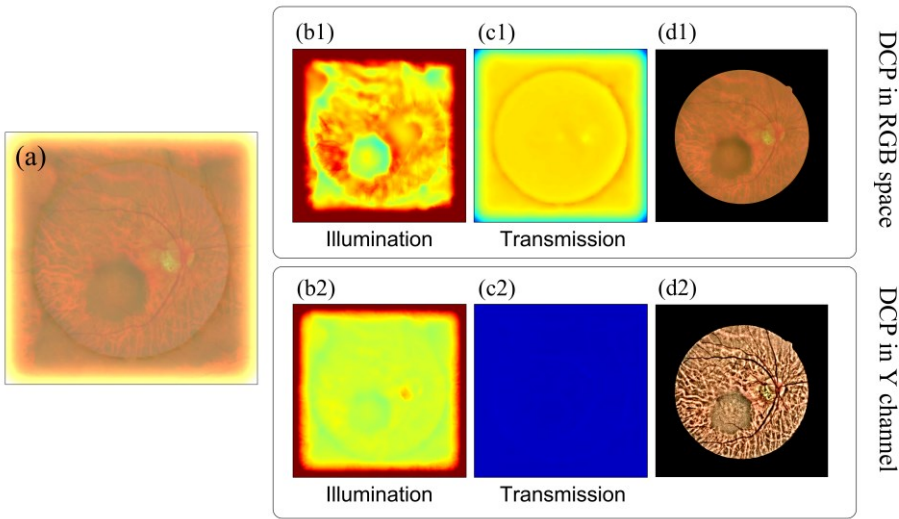 (a)
(b1)
(c1)
(d1)
Illumination
Transmission
DCP in RGB space
(b2)
(c2)
(d2)
Illumination
Transmission
DCP in Y channel